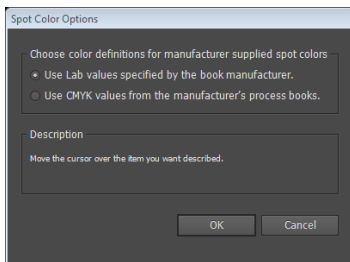 Spot Color Options
Choose color definitions for manufacturer supplied spot colors
Use Lab values specified by the book manufacturer.
Use CMYK values from the manufacturer's process books.
Description
Move the cursor over the item you want described.
OK
Cancel